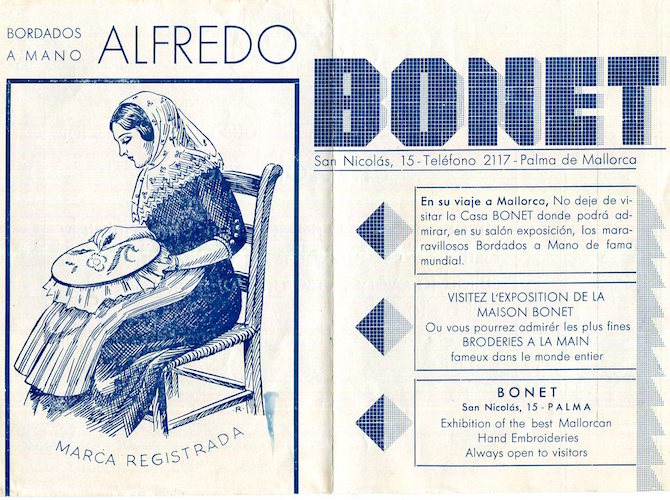 BORDADOS
A MANO
ALFREDO
BONET
San Nicolás, 15 - Teléfono 2117 - Palma de Mallorca
R.
MARCA REGISTRADA
En su viaje a Mallorca, No deje de vi-
sitar la Casa BONET donde podrá ad-
mirar, en su salón exposición, los mara-
ravillosos Bordados a Mano de fama
mundial.
VISITEZ L'EXPOSITION DE LA
MAISON BONET
Ou vous pourrez admirér les plus fines
BRODERIES A LA MAIN
fameux dans le monde entier
BONET
San Nicolás, 15 - PALMA
Exhibition of the best Mallorcan
Hand Embroideries
Always open to visitors